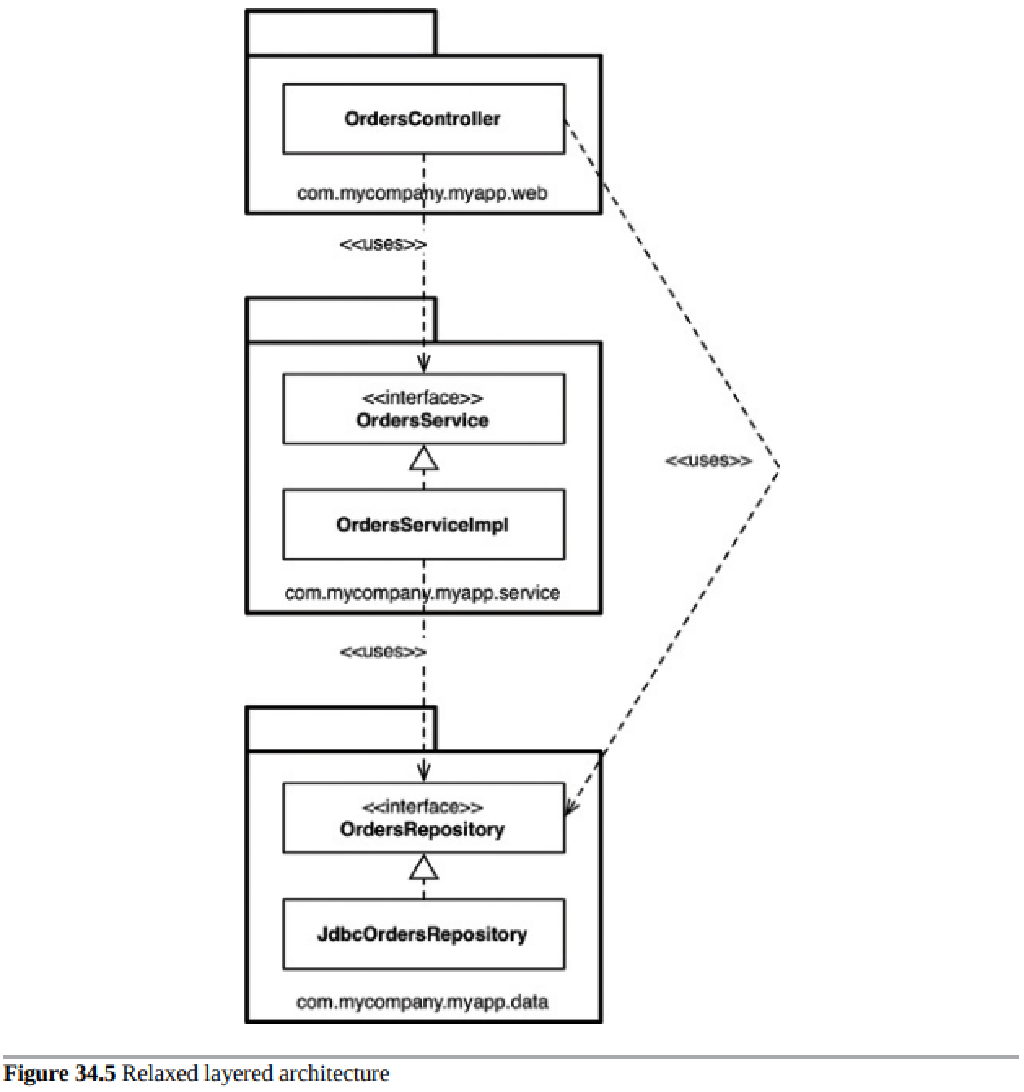 OrdersController
com.mycompany.myapp.web
<<uses>>
<<interface>>
OrdersService
<<uses>>
OrdersServiceImpl
com.mycompany.myapp.service
<<uses>>
<<interface>>
OrdersRepository
JdbcOrdersRepository
com.mycompany.myapp.data
Figure 34.5 Relaxed layered architecture